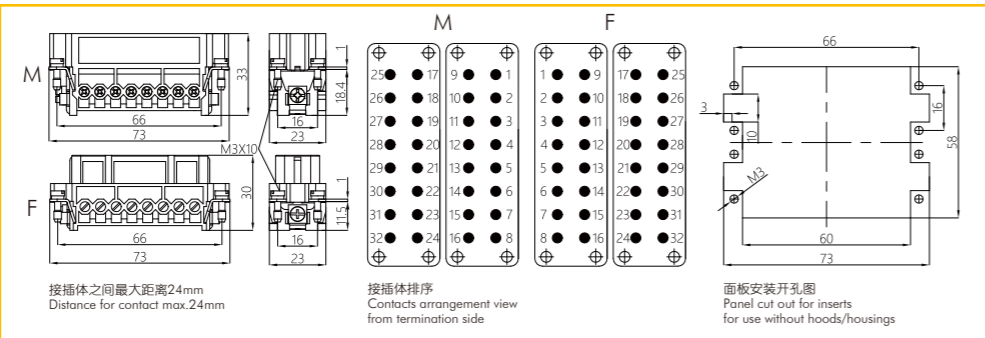 M F
M
33
1
18.4
66
73
16
23
M3X10
F
30
1
11.5
66
73
16
23
25 17 9 1 1 9 17 25
26 18 10 2 2 10 18 26
27 19 11 3 3 11 19 27
28 20 12 4 4 12 20 28
29 21 13 5 5 13 21 29
30 22 14 6 6 14 22 30
31 23 15 7 7 15 23 31
32 24 16 8 8 16 24 32
66
3
10
16
58
M3
60
73
接插体之间最大距离24mm
Distance for contact max.24mm
接插体排序
Contacts arrangement view
from termination side
面板安装开孔图
Panel cut out for inserts
for use without hoods/housings